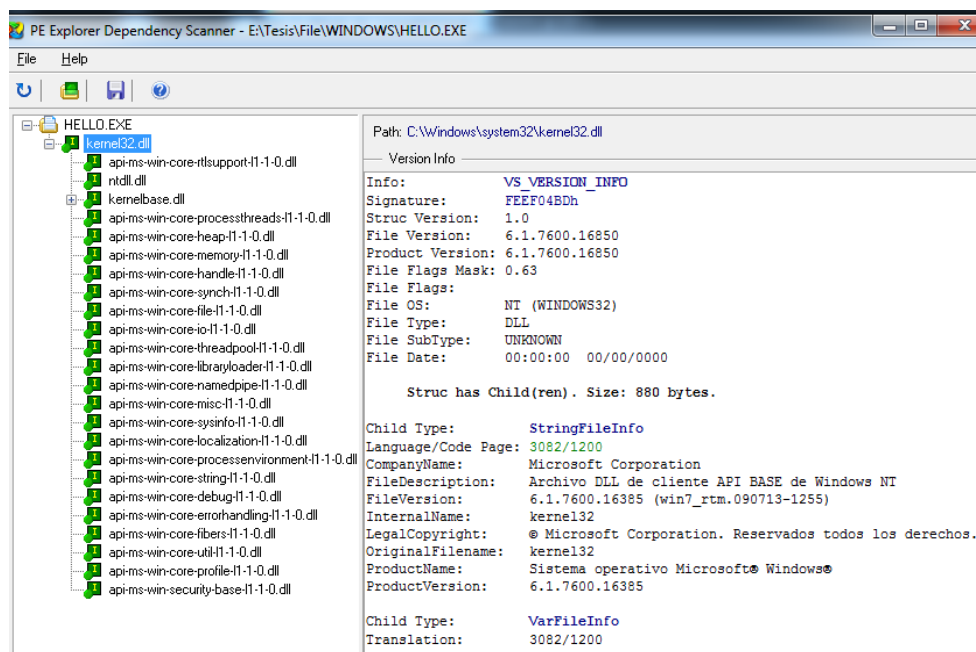 PE Explorer Dependency Scanner - E:\Tesis\File\WINDOWS\HELLO.EXE
File Help
HELLO.EXE
kernel32.dll
api-ms-win-core-rtlsupport-l1-1-0.dll
ntdll.dll
kernelbase.dll
api-ms-win-core-processthreads-l1-1-0.dll
api-ms-win-core-heap-l1-1-0.dll
api-ms-win-core-memory-l1-1-0.dll
api-ms-win-core-handle-l1-1-0.dll
api-ms-win-core-synch-l1-1-0.dll
api-ms-win-core-file-l1-1-0.dll
api-ms-win-core-io-l1-1-0.dll
api-ms-win-core-threadpool-l1-1-0.dll
api-ms-win-core-libraryloader-l1-1-0.dll
api-ms-win-core-namedpipe-l1-1-0.dll
api-ms-win-core-misc-l1-1-0.dll
api-ms-win-core-sysinfo-l1-1-0.dll
api-ms-win-core-localization-l1-1-0.dll
api-ms-win-core-processenvironment-l1-1-0.dll
api-ms-win-core-string-l1-1-0.dll
api-ms-win-core-debug-l1-1-0.dll
api-ms-win-core-errorhandling-l1-1-0.dll
api-ms-win-core-fibers-l1-1-0.dll
api-ms-win-core-util-l1-1-0.dll
api-ms-win-core-profile-l1-1-0.dll
api-ms-win-security-base-l1-1-0.dll
Path: C:\Windows\system32\kernel32.dll
Version Info
Info: VS_VERSION_INFO
Signature: FEEF04BDh
Struc Version: 1.0
File Version: 6.1.7600.16850
Product Version: 6.1.7600.16850
File Flags Mask: 0.63
File Flags:
File OS: NT (WINDOWS32)
File Type: DLL
File SubType: UNKNOWN
File Date: 00:00:00 00/00/0000
Struc has Child(ren). Size: 880 bytes.
Child Type: StringFileInfo
Language/Code Page: 3082/1200
CompanyName: Microsoft Corporation
FileDescription: Archivo DLL de cliente API BASE de Windows NT
FileVersion: 6.1.7600.16385 (win7_rtm.090713-1255)
InternalName: kernel32
LegalCopyright: © Microsoft Corporation. Reservados todos los derechos.
OriginalFilename: kernel32
ProductName: Sistema operativo Microsoft® Windows®
ProductVersion: 6.1.7600.16385
Child Type: VarFileInfo
Translation: 3082/1200